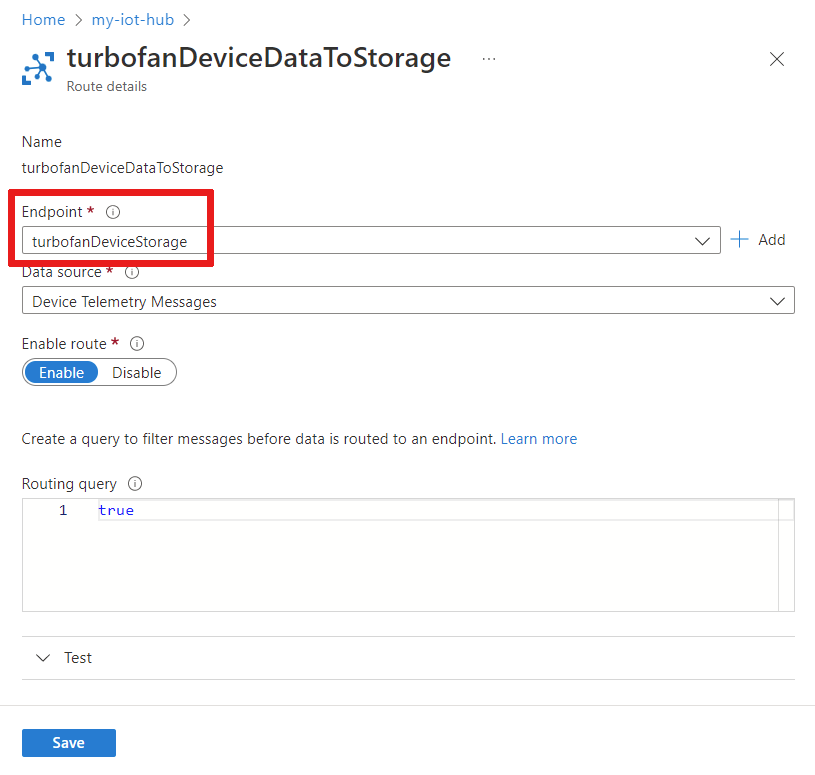 Home > my-iot-hub >
turbofanDeviceDataToStorage ...
Route details
Name
turbofanDeviceDataToStorage
Endpoint *
turbofanDeviceStorage
Add
Data source *
Device Telemetry Messages
Enable route *
Enable Disable
Create a query to filter messages before data is routed to an endpoint. Learn more
Routing query
1 true
Test
Save